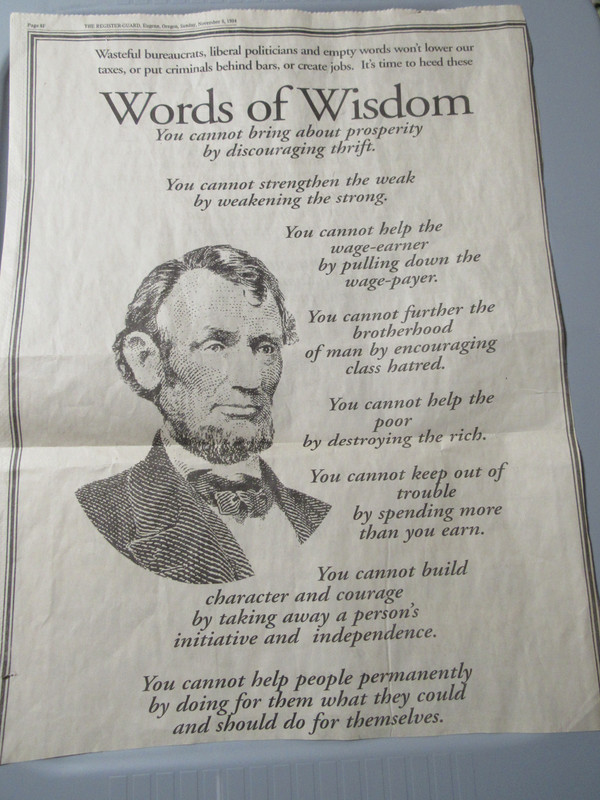 Page 4F THE REGISTER-GUARD, Eugene, Oregon, Sunday, November 6, 1994
Wasteful bureaucrats, liberal politicians and empty words won't lower our
taxes, or put criminals behind bars, or create jobs. It's time to heed these
Words of Wisdom
You cannot bring about prosperity
by discouraging thrift.
You cannot strengthen the weak
by weakening the strong.
You cannot help the
wage-earner
by pulling down the
wage-payer.
You cannot further the
brotherhood
of man by encouraging
class hatred.
You cannot help the
poor
by destroying the rich.
You cannot keep out of
trouble
by spending more
than you earn.
You cannot build
character and courage
by taking away a person's
initiative and independence.
You cannot help people permanently
by doing for them what they could
and should do for themselves.